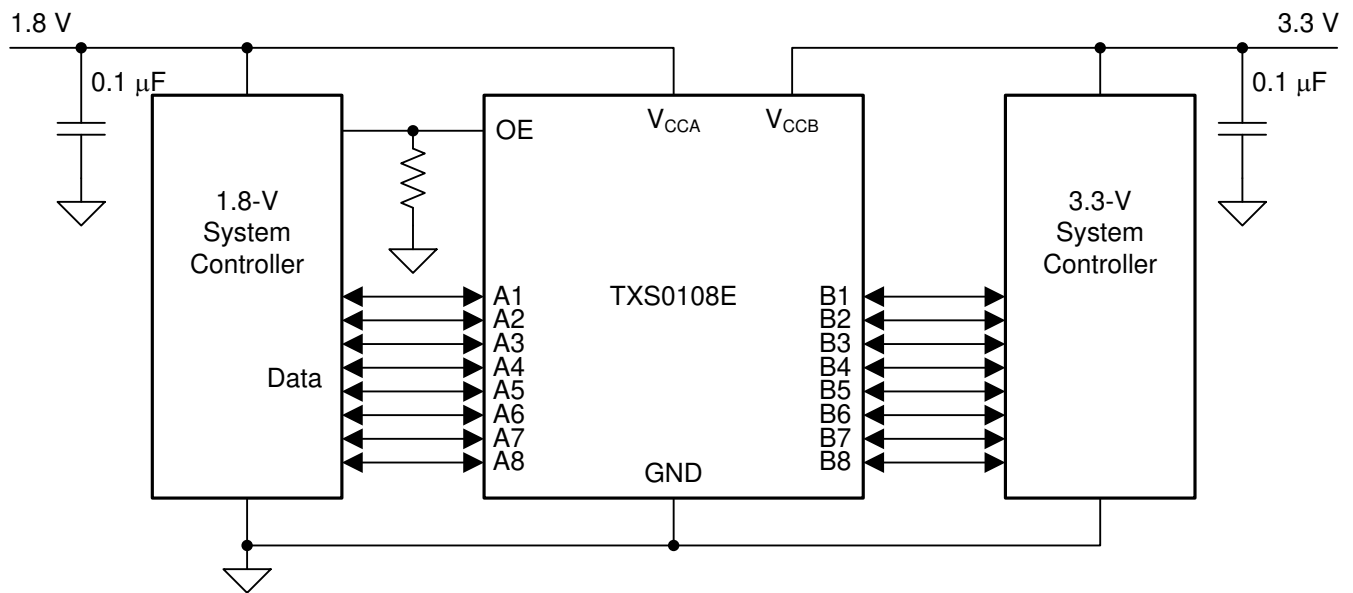 1.8 V
3.3 V
0.1 μF
0.1 μF
OE
VCCA
VCCB
1.8-V
System
Controller
3.3-V
System
Controller
TXS0108E
Data
A1
A2
A3
A4
A5
A6
A7
A8
B1
B2
B3
B4
B5
B6
B7
B8
GND